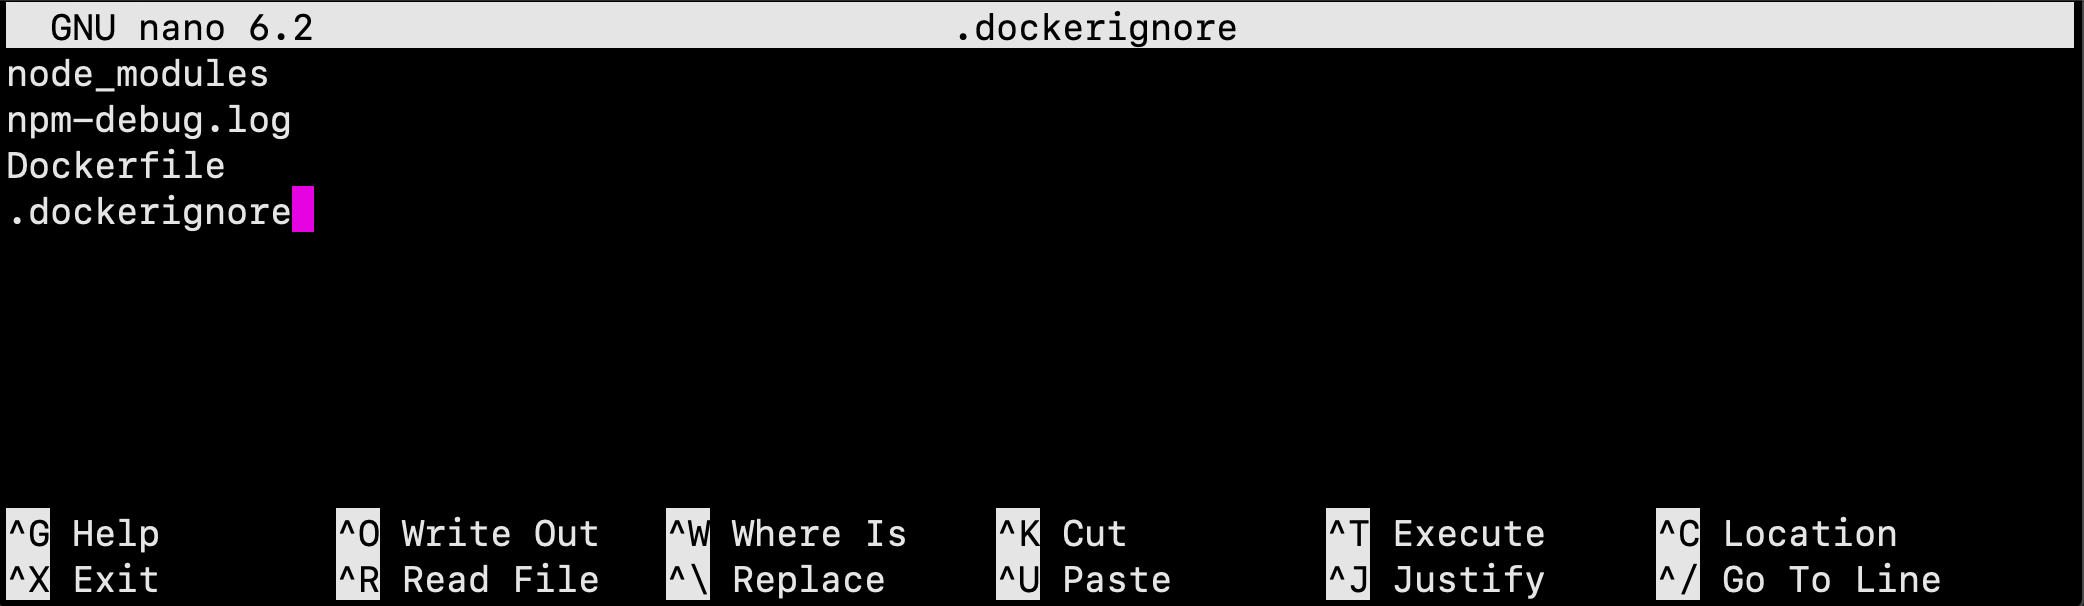 GNU nano 6.2 .dockerignore
node_modules
npm-debug.log
Dockerfile
.dockerignore
^G Help ^O Write Out ^W Where Is ^K Cut ^T Execute ^C Location
^X Exit ^R Read File ^\ Replace ^U Paste ^J Justify ^/ Go To Line